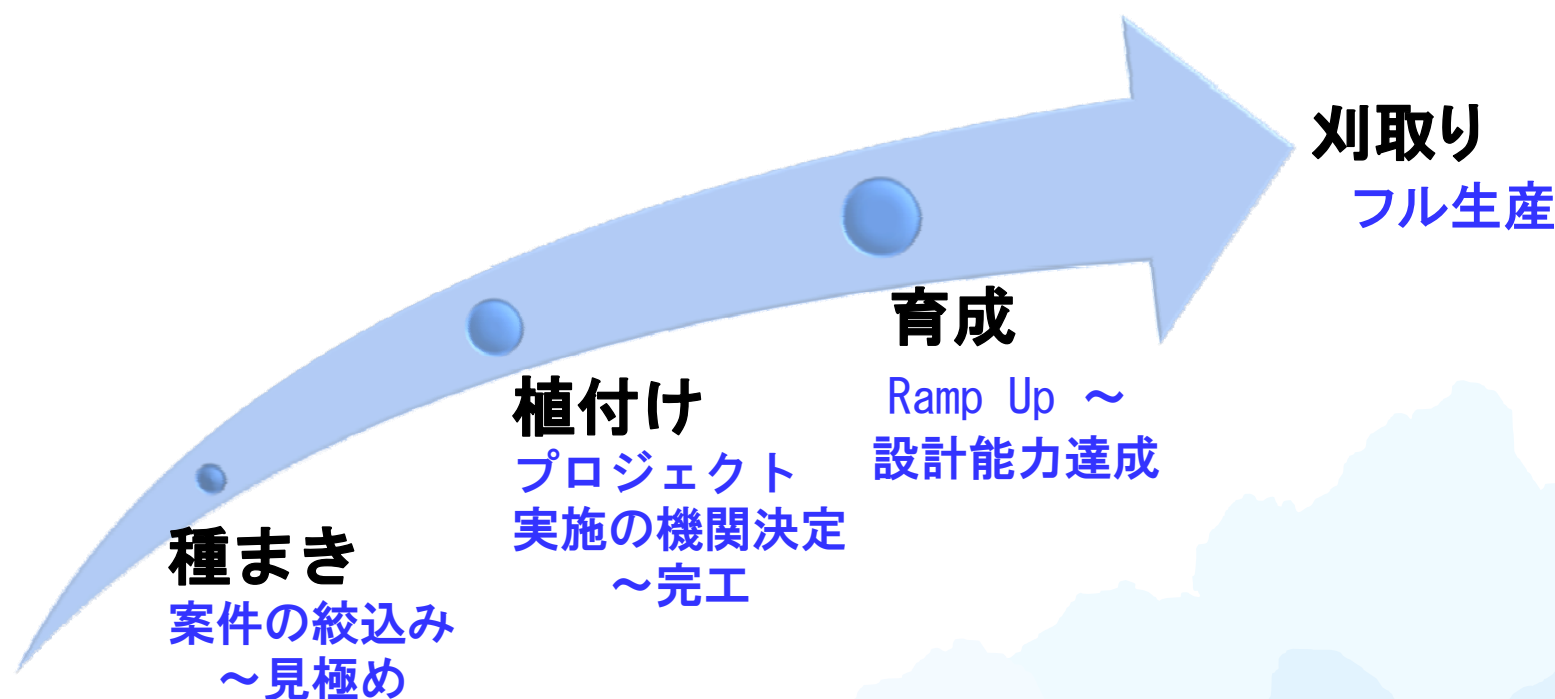 種まき
案件の絞込み
～見極め
植付け
プロジェクト
実施の機関決定
～完工
育成
Ramp Up ～
設計能力達成
刈取り
フル生産